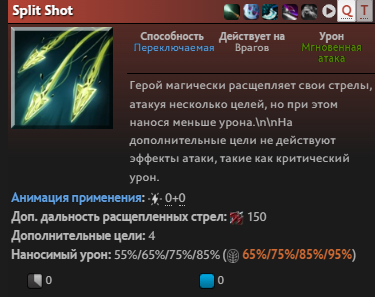 Split Shot
Q T
Способность
Переключаемая
Действует на
Врагов
Урон
Мгновенная
атака
Герой магически расщепляет свои стрелы,
атакуя несколько целей, но при этом
нанося меньше урона.\n\nНа
дополнительные цели не действуют
эффекты атаки, такие как критический
урон.
Анимация применения: 0+0
Доп. дальность расщепленных стрел: 150
Дополнительные цели: 4
Наносимый урон: 55%/65%/75%/85% ( 65%/75%/85%/95%)
0 0